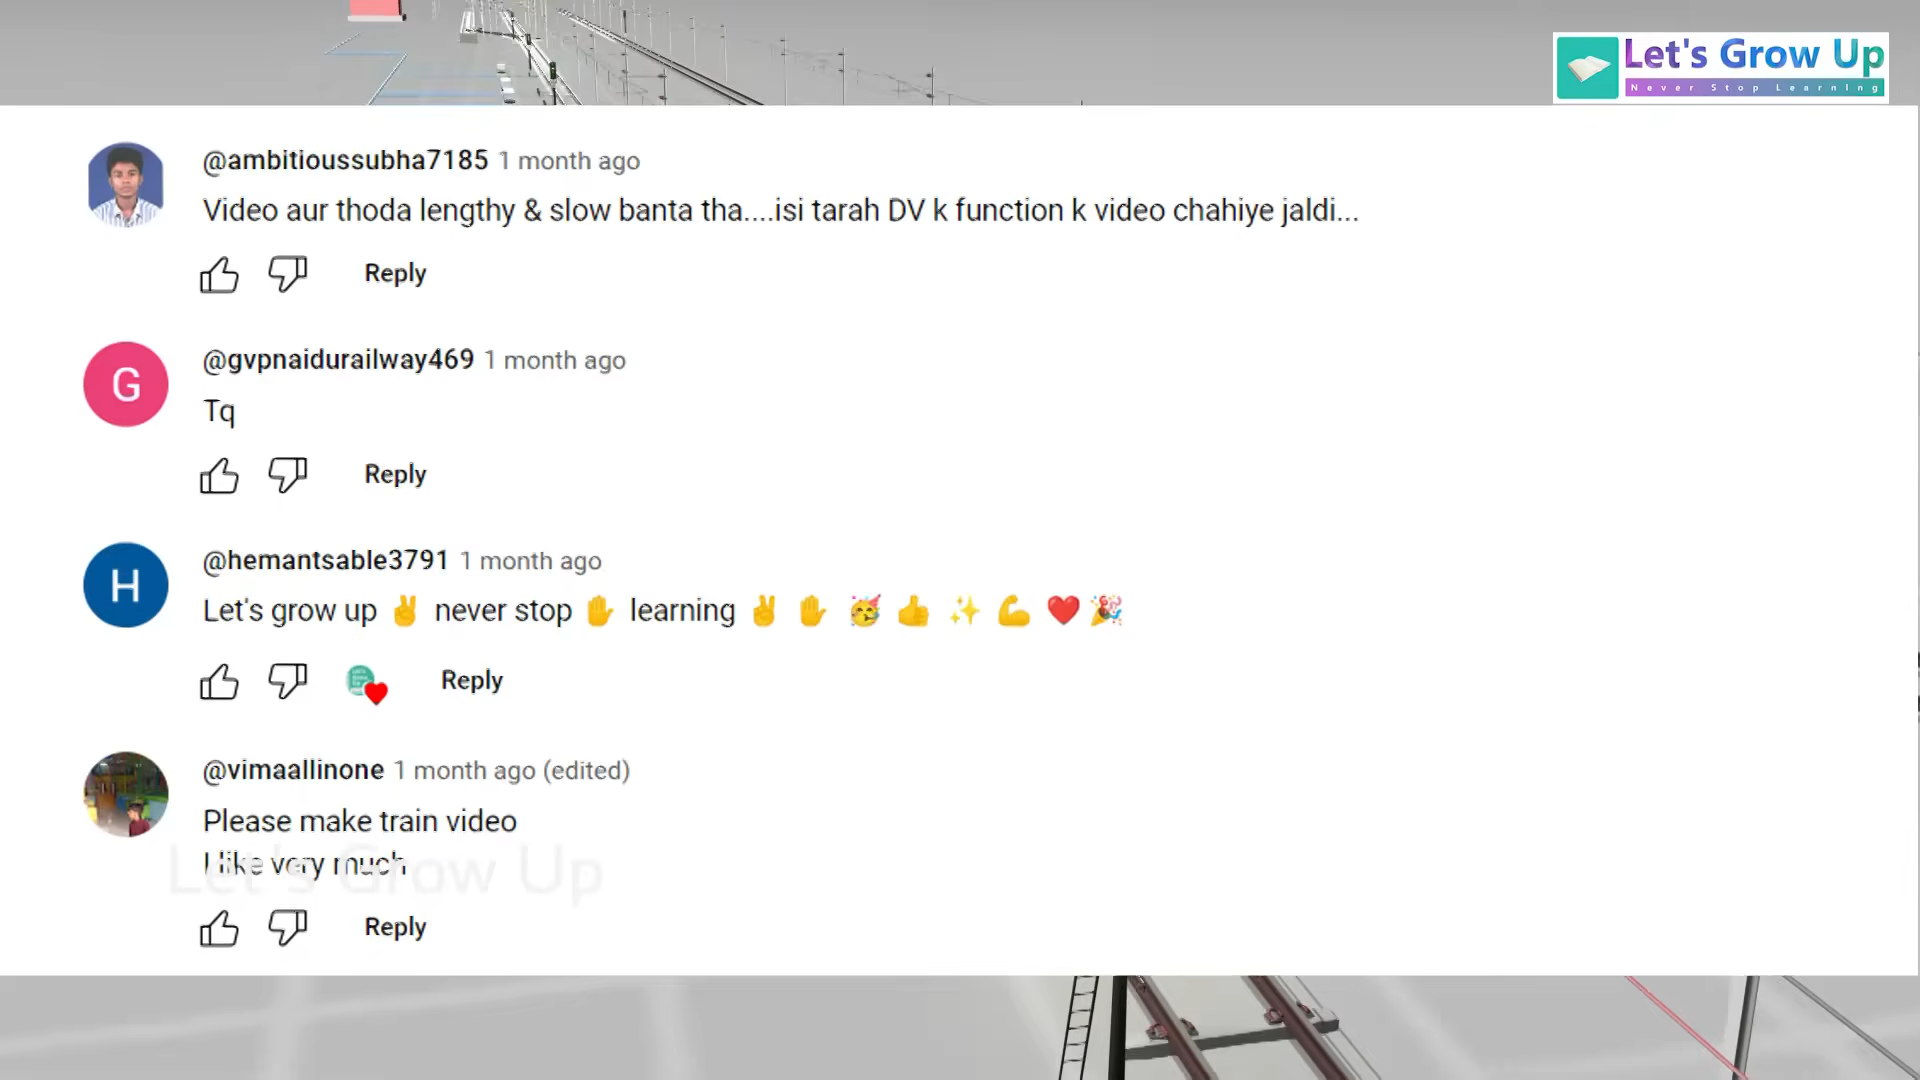 Let's Grow Up
Never Stop Learning
@ambitioussubha7185 1 month ago
Video aur thoda lengthy & slow banta tha....isi tarah DV k function k video chahiye jaldi...
Reply
G
@gvpnaidurailway469 1 month ago
Tq
Reply
H
@hemantsable3791 1 month ago
Let's grow up ✌️ never stop ✋ learning ✌️ ✋ 🥳 👍 ✨ 💪 ❤️ 🎉
Reply
@vimaallinone 1 month ago (edited)
Please make train video
I like very much
Let's Grow Up
Reply